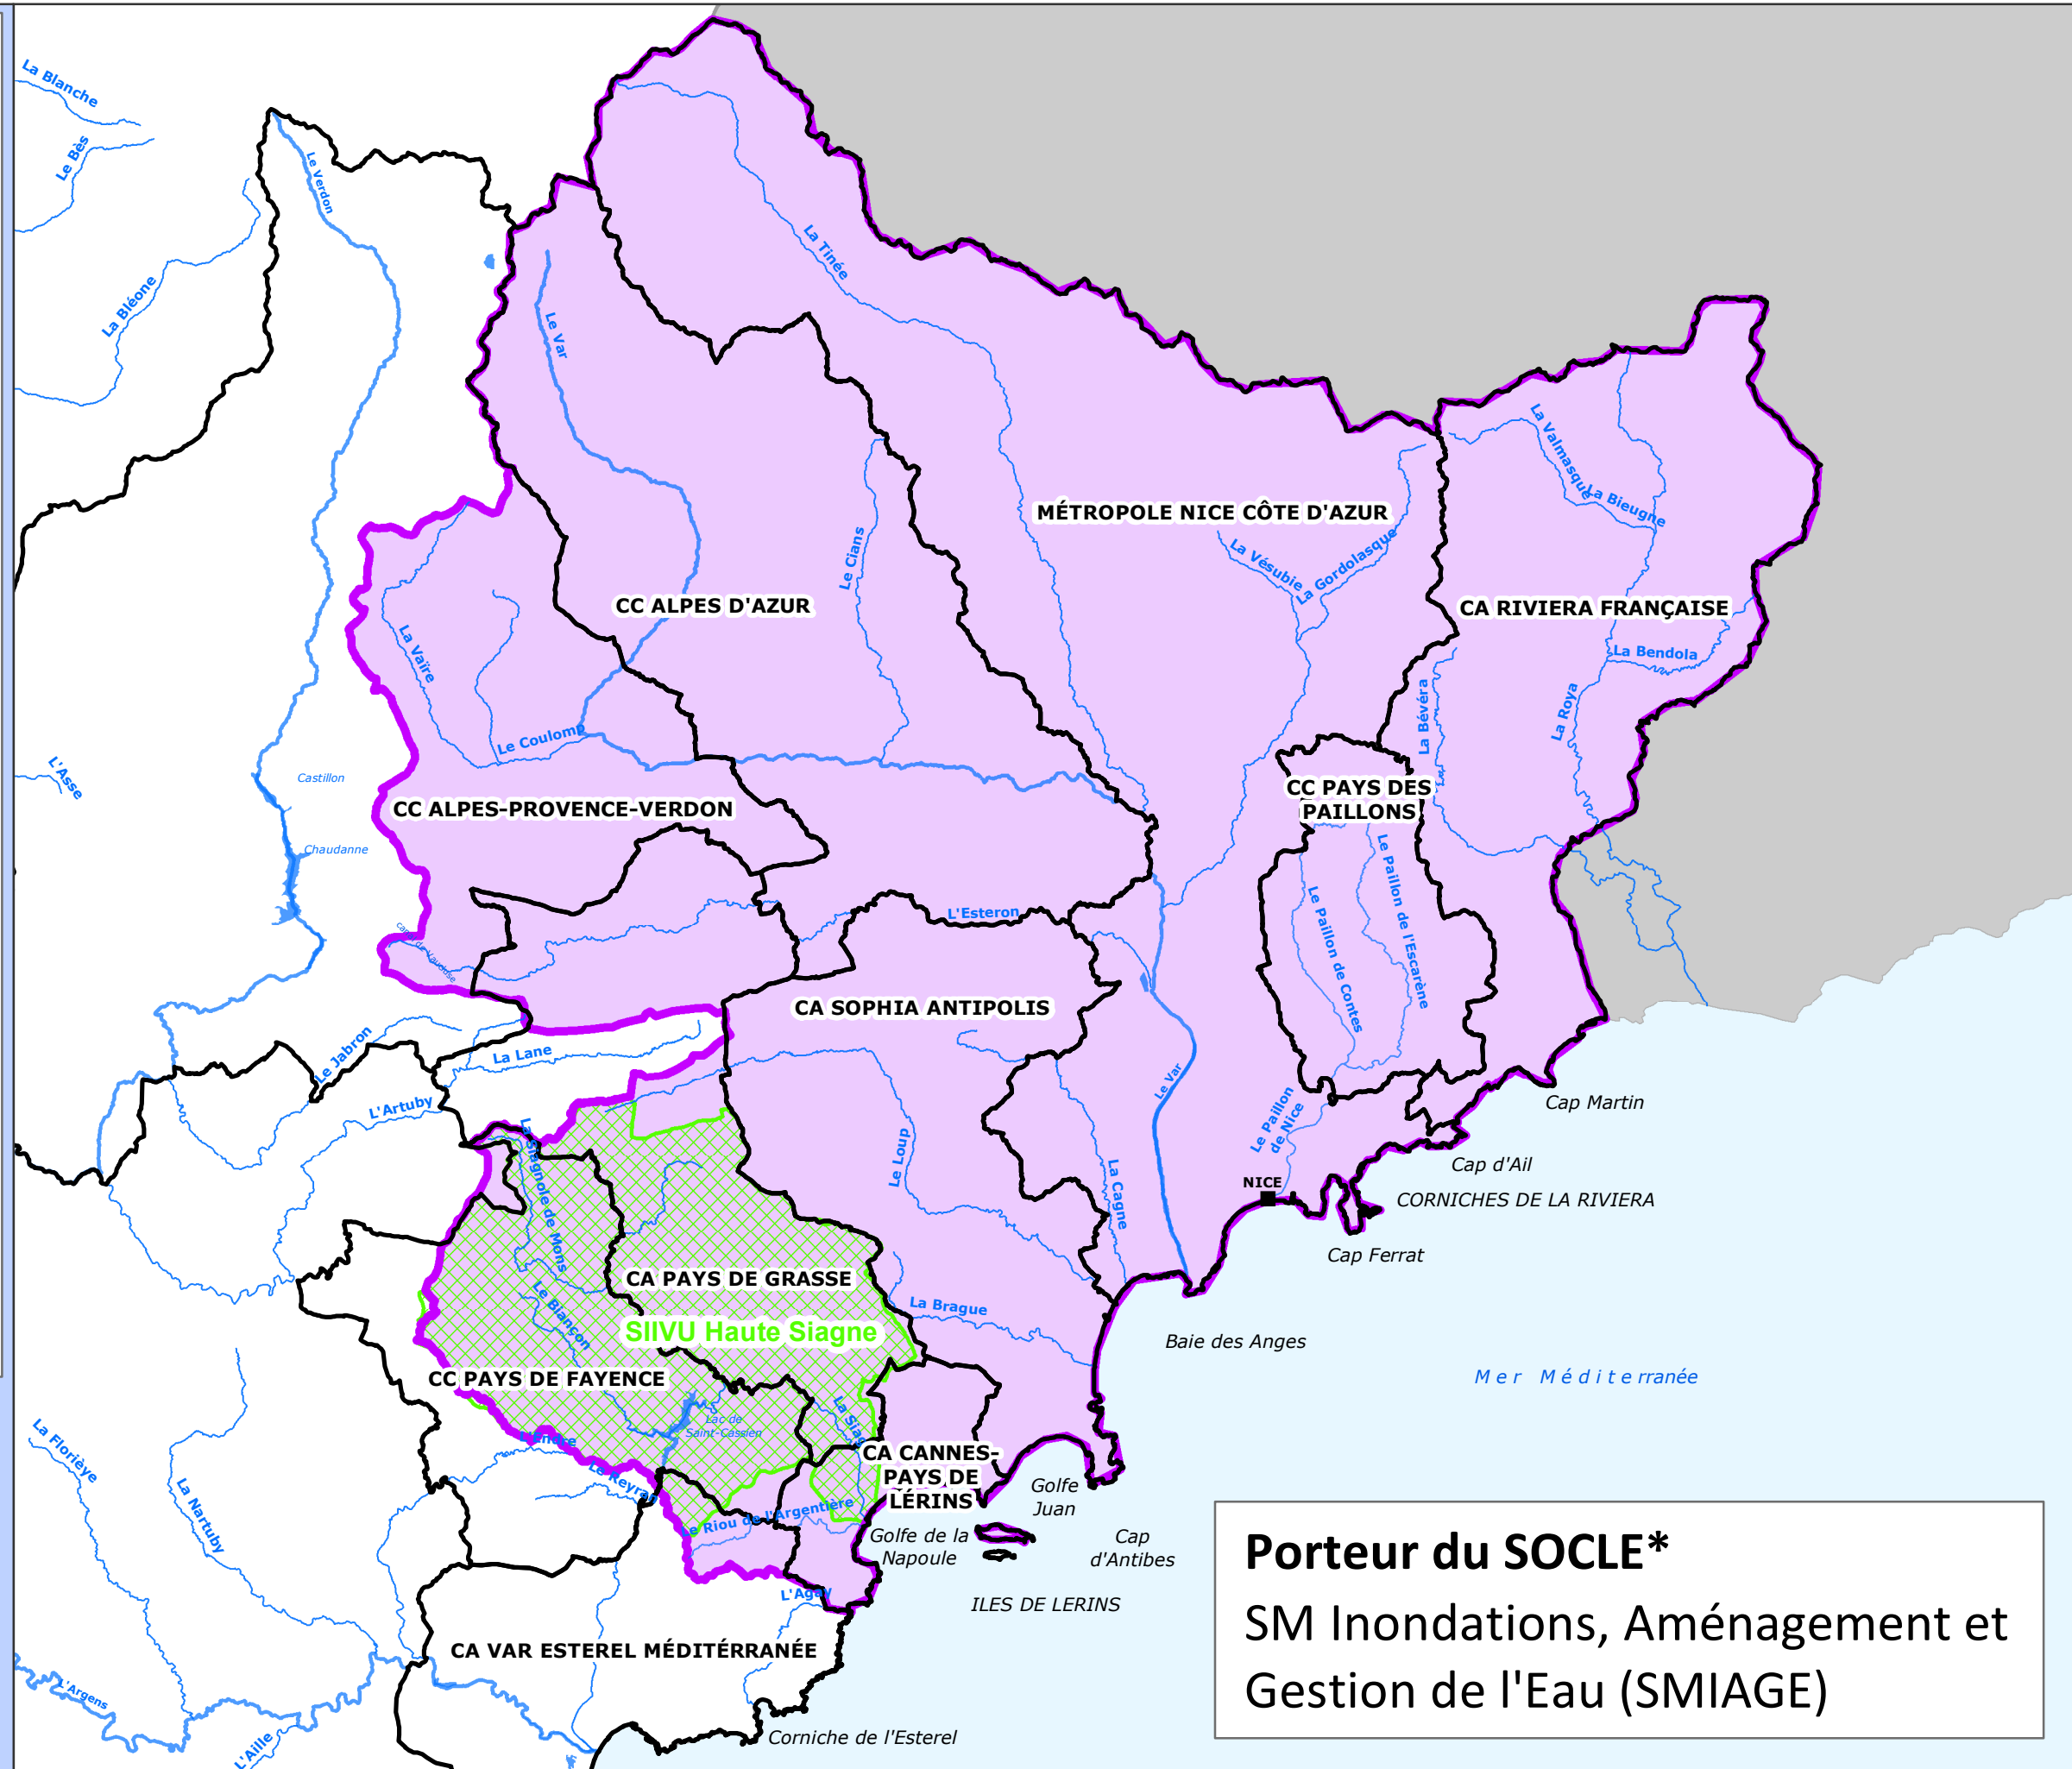 La Blanche
Le Bès
Le Verdon
La Bléone
La Tinée
Le Var
La Valmasque
La Bieugne
MÉTROPOLE NICE CÔTE D'AZUR
La Vésubie
La Gordolasque
Le Cians
CC ALPES D'AZUR
CA RIVIERA FRANÇAISE
La Vaïre
La Bendola
La Bévéra
La Roya
Le Coulomp
L'Asse
Castillon
CC PAYS DES
PAILLONS
CC ALPES-PROVENCE-VERDON
Chaudanne
Le Paillon de l'Escarène
Le Paillon de Contes
L'Esteron
CA SOPHIA ANTIPOLIS
Le Jabron
La Lane
Le Var
L'Artuby
Cap Martin
Le Paillon
de Nice
La Siagnole de Mons
Le Loup
La Cagne
Cap d'Ail
NICE
CORNICHES DE LA RIVIERA
Cap Ferrat
CA PAYS DE GRASSE
Le Biançon
La Brague
SIIVU Haute Siagne
Baie des Anges
Mer Méditerranée
CC PAYS DE FAYENCE
Lac de
Saint-Cassien
La Siag
L'Endre
La Florièye
CA CANNES-
PAYS DE
LÉRINS
Le Reyran
Golfe
Juan
La Nartuby
Le Riou de l'Argentière
Golfe de la
Napoule
Cap
d'Antibes
L'Agay
ILES DE LERINS
CA VAR ESTEREL MÉDITÉRRANÉE
L'Argens
Corniche de l'Esterel
L'Aille
Porteur du SOCLE*
SM Inondations, Aménagement et
Gestion de l'Eau (SMIAGE)